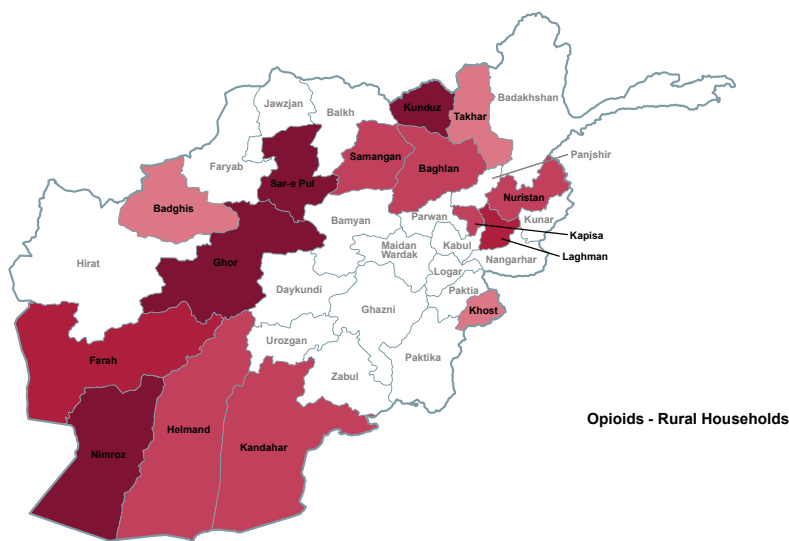 Badakhshan
Jawzjan
Kunduz
Balkh
Takhar
Panjshir
Samangan
Faryab
Baghlan
Sar-e Pul
Nuristan
Badghis
Bamyan
Parwan
Kunar
Kapisa
Maidan
Wardak
Kabul
Laghman
Nangarhar
Hirat
Ghor
Logar
Daykundi
Paktia
Ghazni
Khost
Urozgan
Farah
Paktika
Zabul
Opioids - Rural Households
Helmand
Kandahar
Nimroz